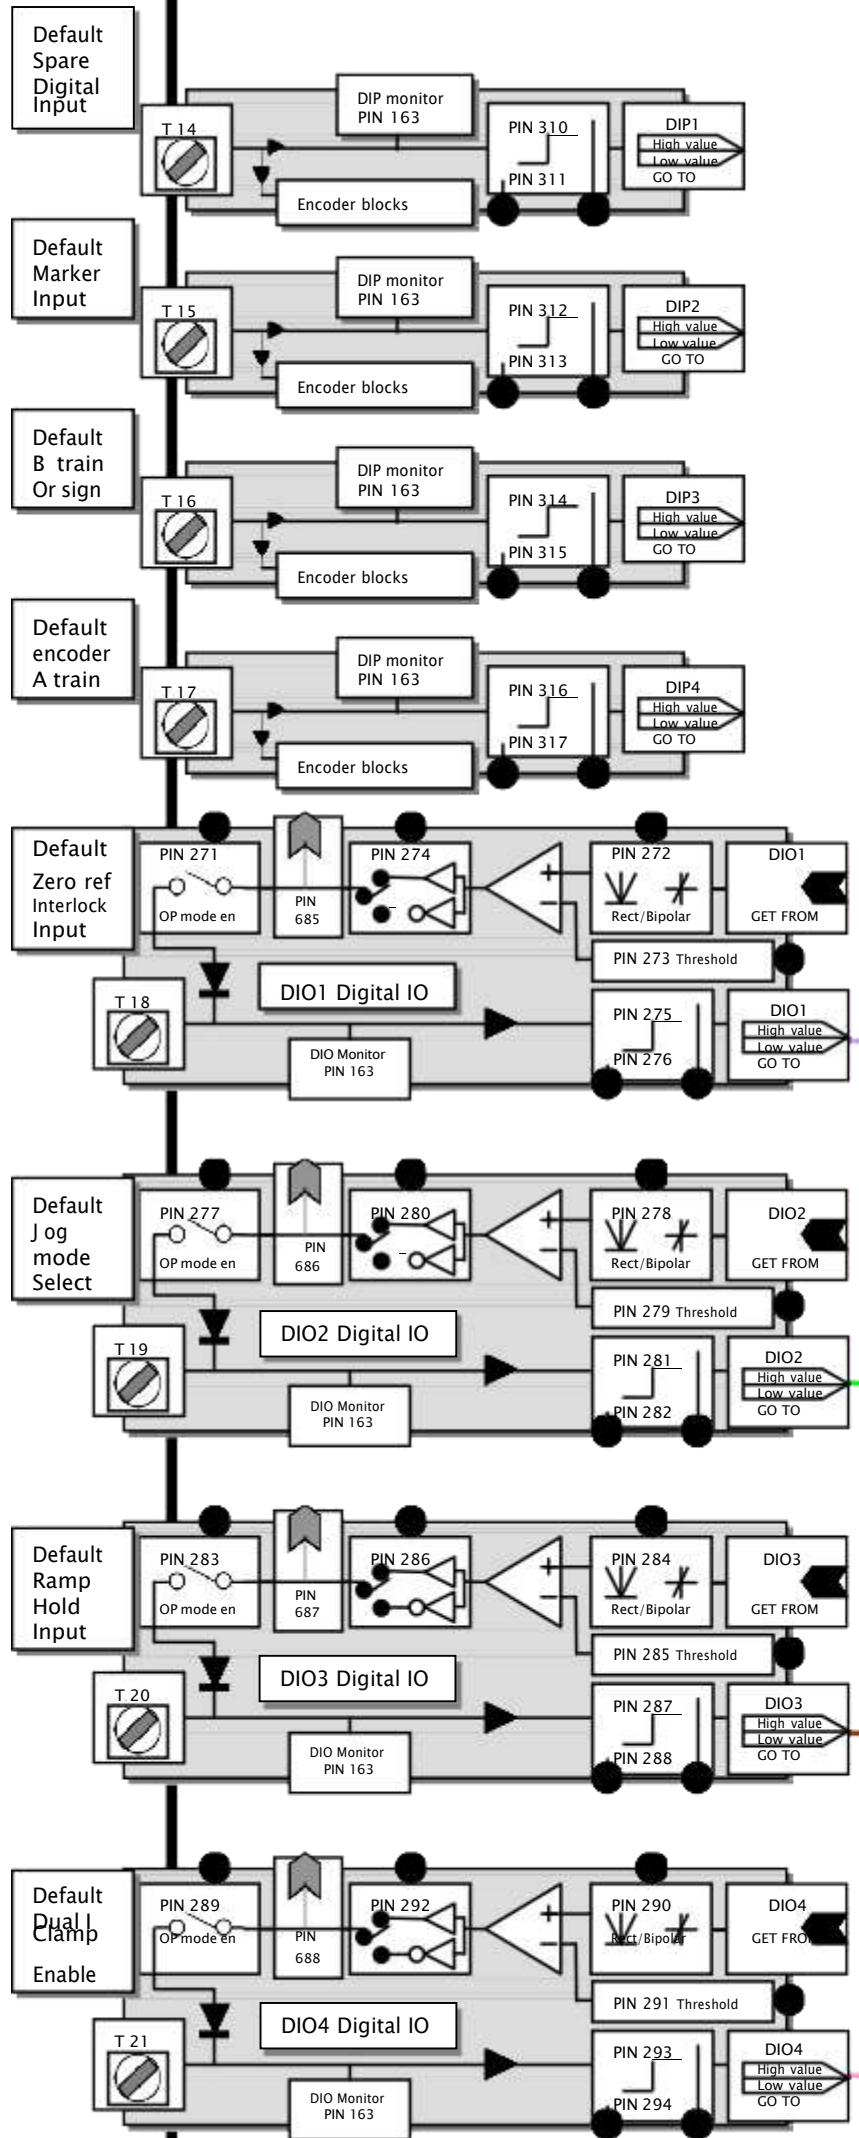 Default
Spare
Digital
Input
T 14
DIP monitor
PIN 163
Encoder blocks
PIN 310
PIN 311
DIP1
High value
Low value
GO TO
Default
Marker
Input
T 15
DIP monitor
PIN 163
Encoder blocks
PIN 312
PIN 313
DIP2
High value
Low value
GO TO
Default
B train
Or sign
T 16
DIP monitor
PIN 163
Encoder blocks
PIN 314
PIN 315
DIP3
High value
Low value
GO TO
Default
encoder
A train
T 17
DIP monitor
PIN 163
Encoder blocks
PIN 316
PIN 317
DIP4
High value
Low value
GO TO
Default
Zero ref
Interlock
Input
PIN 271
OP mode en
PIN
685
PIN 274
PIN 272
Rect/Bipolar
DIO1
GET FROM
PIN 273 Threshold
DIO1 Digital IO
T 18
DIO Monitor
PIN 163
PIN 275
PIN 276
DIO1
High value
Low value
GO TO
Default
Jog
mode
Select
PIN 277
OP mode en
PIN
686
PIN 280
PIN 278
Rect/Bipolar
DIO2
GET FROM
PIN 279 Threshold
DIO2 Digital IO
T 19
DIO Monitor
PIN 163
PIN 281
PIN 282
DIO2
High value
Low value
GO TO
Default
Ramp
Hold
Input
PIN 283
OP mode en
PIN
687
PIN 286
PIN 284
Rect/Bipolar
DIO3
GET FROM
PIN 285 Threshold
DIO3 Digital IO
T 20
DIO Monitor
PIN 163
PIN 287
PIN 288
DIO3
High value
Low value
GO TO
Default
Dual I
Clamp
Enable
PIN 289
OP mode en
PIN
688
PIN 292
PIN 290
Rect/Bipolar
DIO4
GET FROM
PIN 291 Threshold
DIO4 Digital IO
T 21
DIO Monitor
PIN 163
PIN 293
PIN 294
DIO4
High value
Low value
GO TO